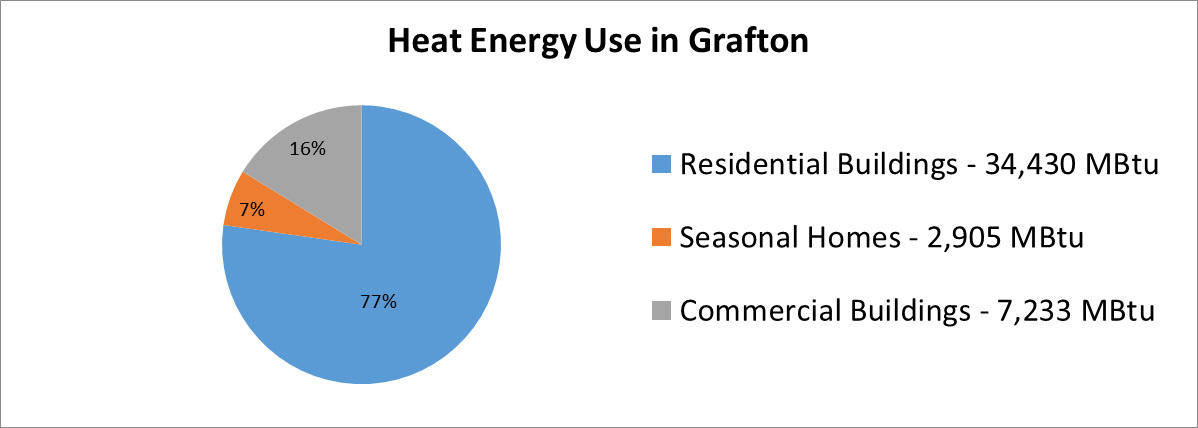 Heat Energy Use in Grafton
16%
7%
77%
Residential Buildings - 34,430 MBtu
Seasonal Homes - 2,905 MBtu
Commercial Buildings - 7,233 MBtu